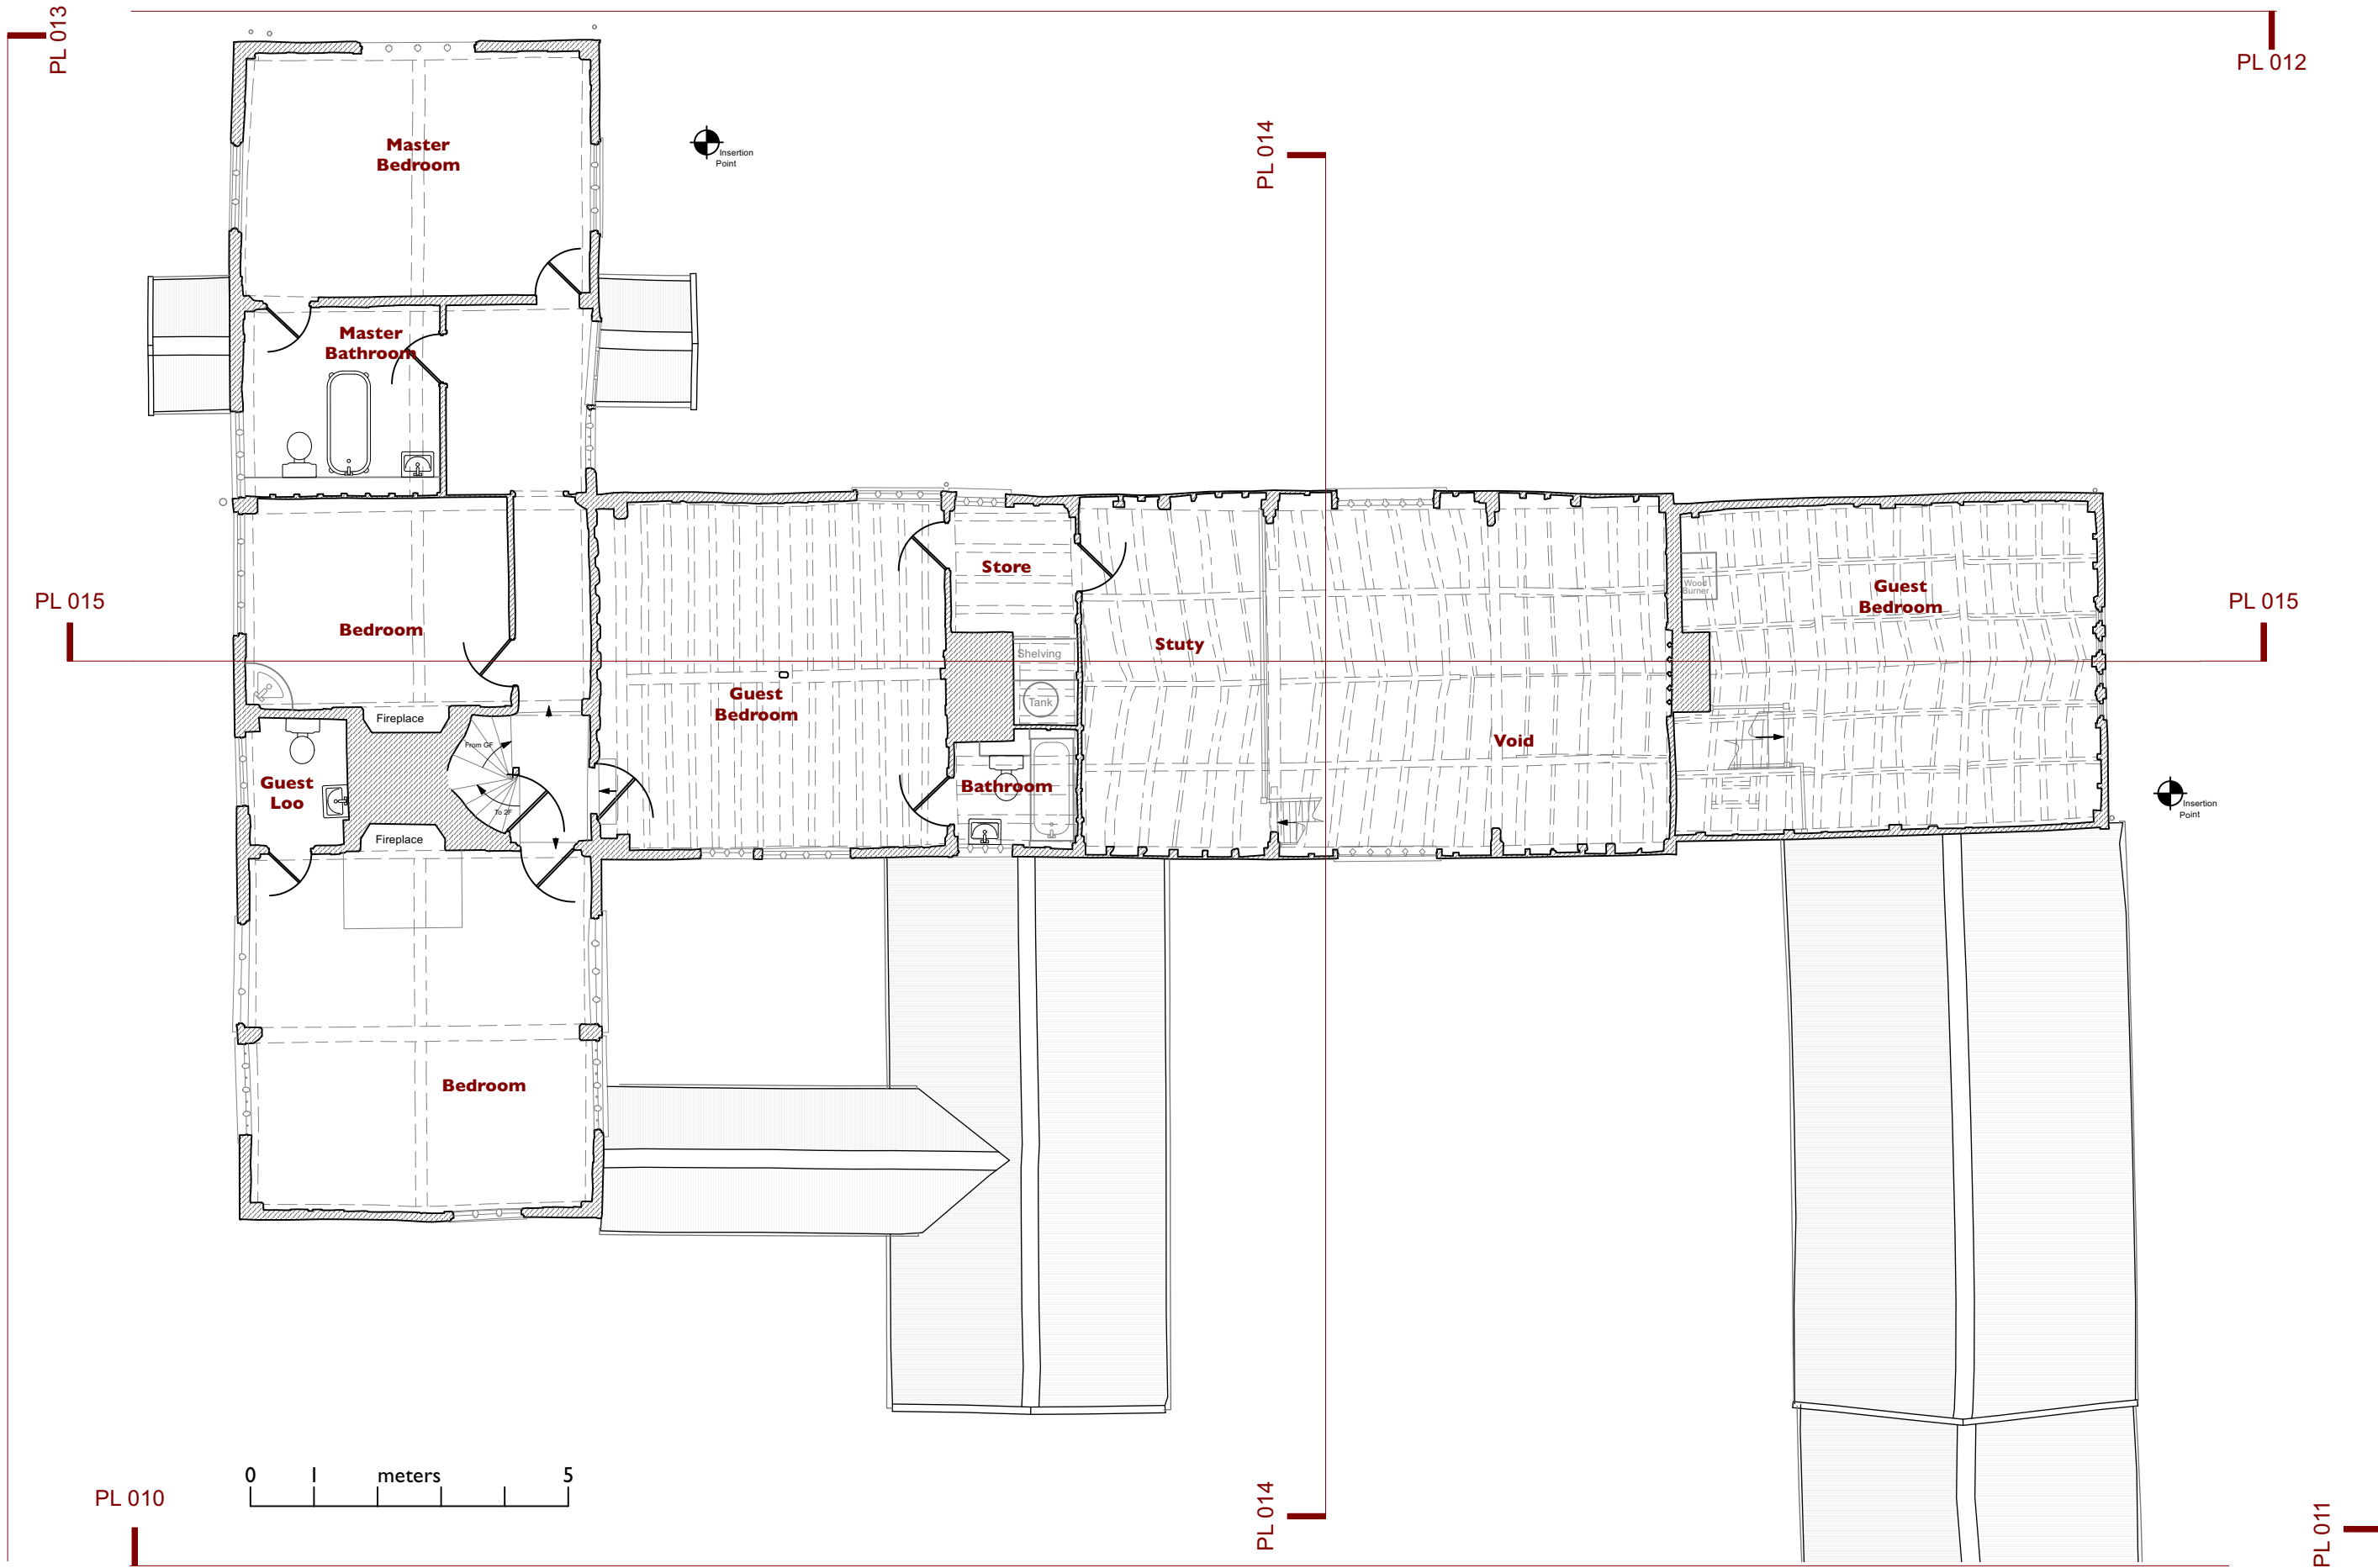 PL 013
PL 012
Master
Bedroom
Insertion
Point
PL 014
Master
Bathroom
Store
Wood
Burner
Guest
Bedroom
PL 015
PL 015
Bedroom
Stuty
Shelving
Guest
Bedroom
Tank
Fireplace
From GF
Void
Guest
Loo
Bathroom
To 2F
Insertion
Point
Fireplace
Bedroom
0 1 meters 5
PL 010
PL 014
PL 011